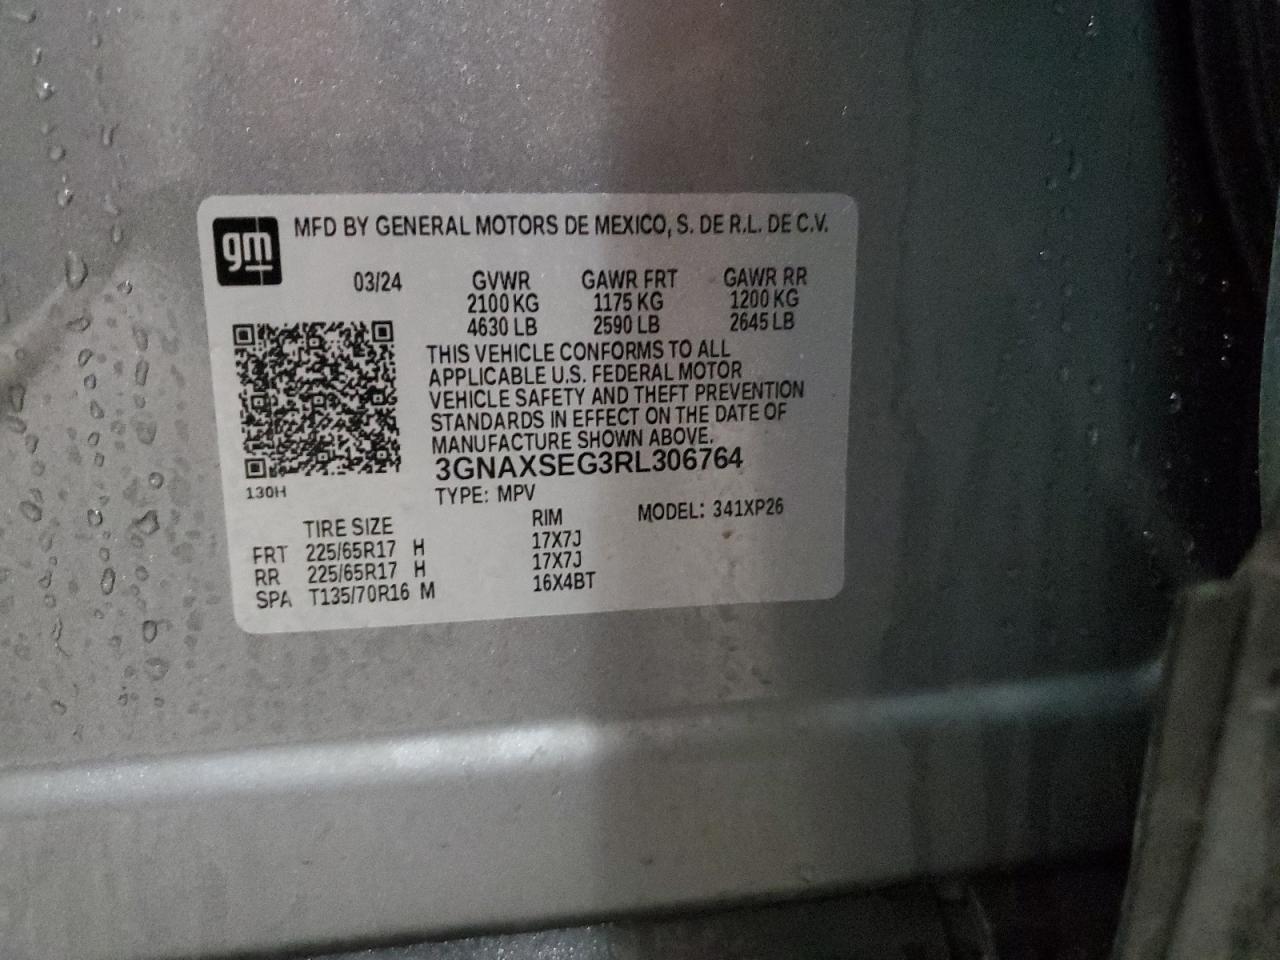 gm MFD BY GENERAL MOTORS DE MEXICO, S. DE R.L. DE C.V.
03/24 GVWR GAWR FRT GAWR RR
2100 KG 1175 KG 1200 KG
4630 LB 2590 LB 2645 LB
THIS VEHICLE CONFORMS TO ALL
APPLICABLE U.S. FEDERAL MOTOR
VEHICLE SAFETY AND THEFT PREVENTION
STANDARDS IN EFFECT ON THE DATE OF
MANUFACTURE SHOWN ABOVE.
3GNAXSEG3RL306764
130H
TYPE: MPV MODEL: 341XP26
TIRE SIZE RIM
FRT 225/65R17 H 17X7J
RR 225/65R17 H 17X7J
SPA T135/70R16 M 16X4BT